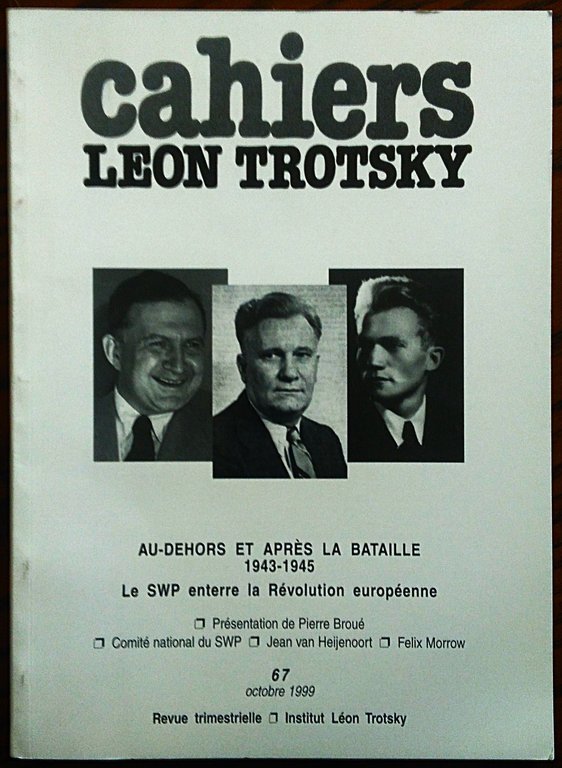 cahiers
LEON TROTSKY
AU-DEHORS ET APRÈS LA BATAILLE
1943-1945
Le SWP enterre la Révolution européenne
❐ Présentation de Pierre Broué
❐ Comité national du SWP ❐ Jean van Heijenoort ❐ Felix Morrow
67
octobre 1999
Revue trimestrielle ❐ Institut Léon Trotsky